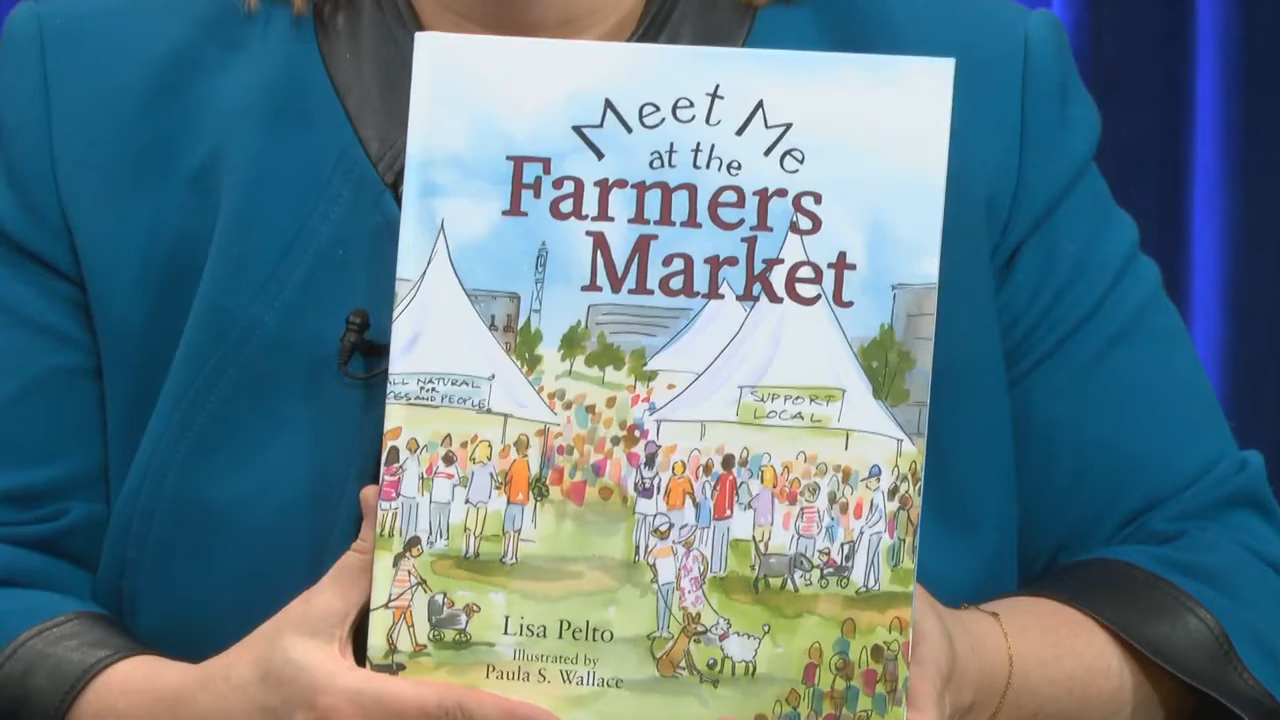 Meet Me
at the
Farmers
Market
ALL NATURAL
FOR
AND PEOPLE
SUPPORT
LOCAL
Lisa Pelto
Illustrated by
Paula S. Wallace